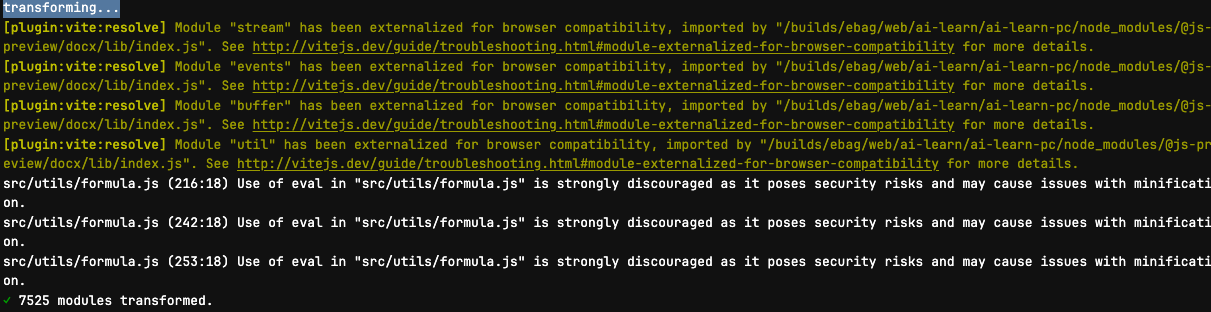 transforming...
[plugin:vite:resolve] Module "stream" has been externalized for browser compatibility, imported by "/builds/ebag/web/ai-learn/ai-learn-pc/node_modules/@js-
preview/docx/lib/index.js". See http://vitejs.dev/guide/troubleshooting.html#module-externalized-for-browser-compatibility for more details.
[plugin:vite:resolve] Module "events" has been externalized for browser compatibility, imported by "/builds/ebag/web/ai-learn/ai-learn-pc/node_modules/@js-
preview/docx/lib/index.js". See http://vitejs.dev/guide/troubleshooting.html#module-externalized-for-browser-compatibility for more details.
[plugin:vite:resolve] Module "buffer" has been externalized for browser compatibility, imported by "/builds/ebag/web/ai-learn/ai-learn-pc/node_modules/@js-
preview/docx/lib/index.js". See http://vitejs.dev/guide/troubleshooting.html#module-externalized-for-browser-compatibility for more details.
[plugin:vite:resolve] Module "util" has been externalized for browser compatibility, imported by "/builds/ebag/web/ai-learn/ai-learn-pc/node_modules/@js-pr
eview/docx/lib/index.js". See http://vitejs.dev/guide/troubleshooting.html#module-externalized-for-browser-compatibility for more details.
src/utils/formula.js (216:18) Use of eval in "src/utils/formula.js" is strongly discouraged as it poses security risks and may cause issues with minificati
on.
src/utils/formula.js (242:18) Use of eval in "src/utils/formula.js" is strongly discouraged as it poses security risks and may cause issues with minificati
on.
src/utils/formula.js (253:18) Use of eval in "src/utils/formula.js" is strongly discouraged as it poses security risks and may cause issues with minificati
on.
✓ 7525 modules transformed.